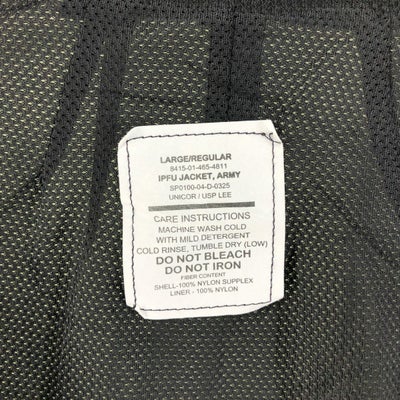 LARGE/REGULAR
8415-01-465-4811
IPFU JACKET, ARMY
SP0100-04-D-0325
UNICOR / USP LEE
CARE INSTRUCTIONS
MACHINE WASH COLD
WITH MILD DETERGENT
COLD RINSE, TUMBLE DRY (LOW)
DO NOT BLEACH
DO NOT IRON
FIBER CONTENT
SHELL-100% NYLON SUPPLEX
LINER - 100% NYLON